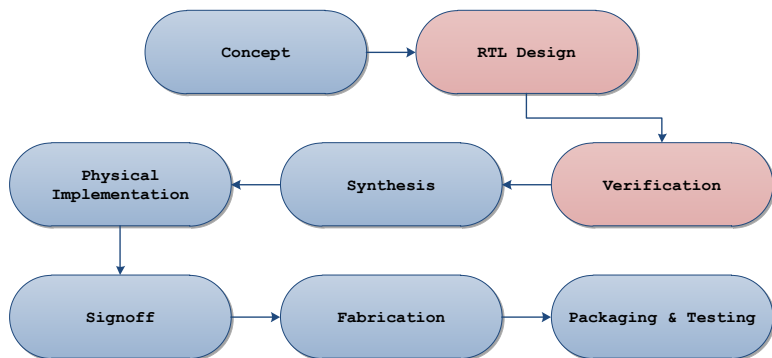 Concept
RTL Design
Physical
Implementation
Synthesis
Verification
Signoff
Fabrication
Packaging & Testing